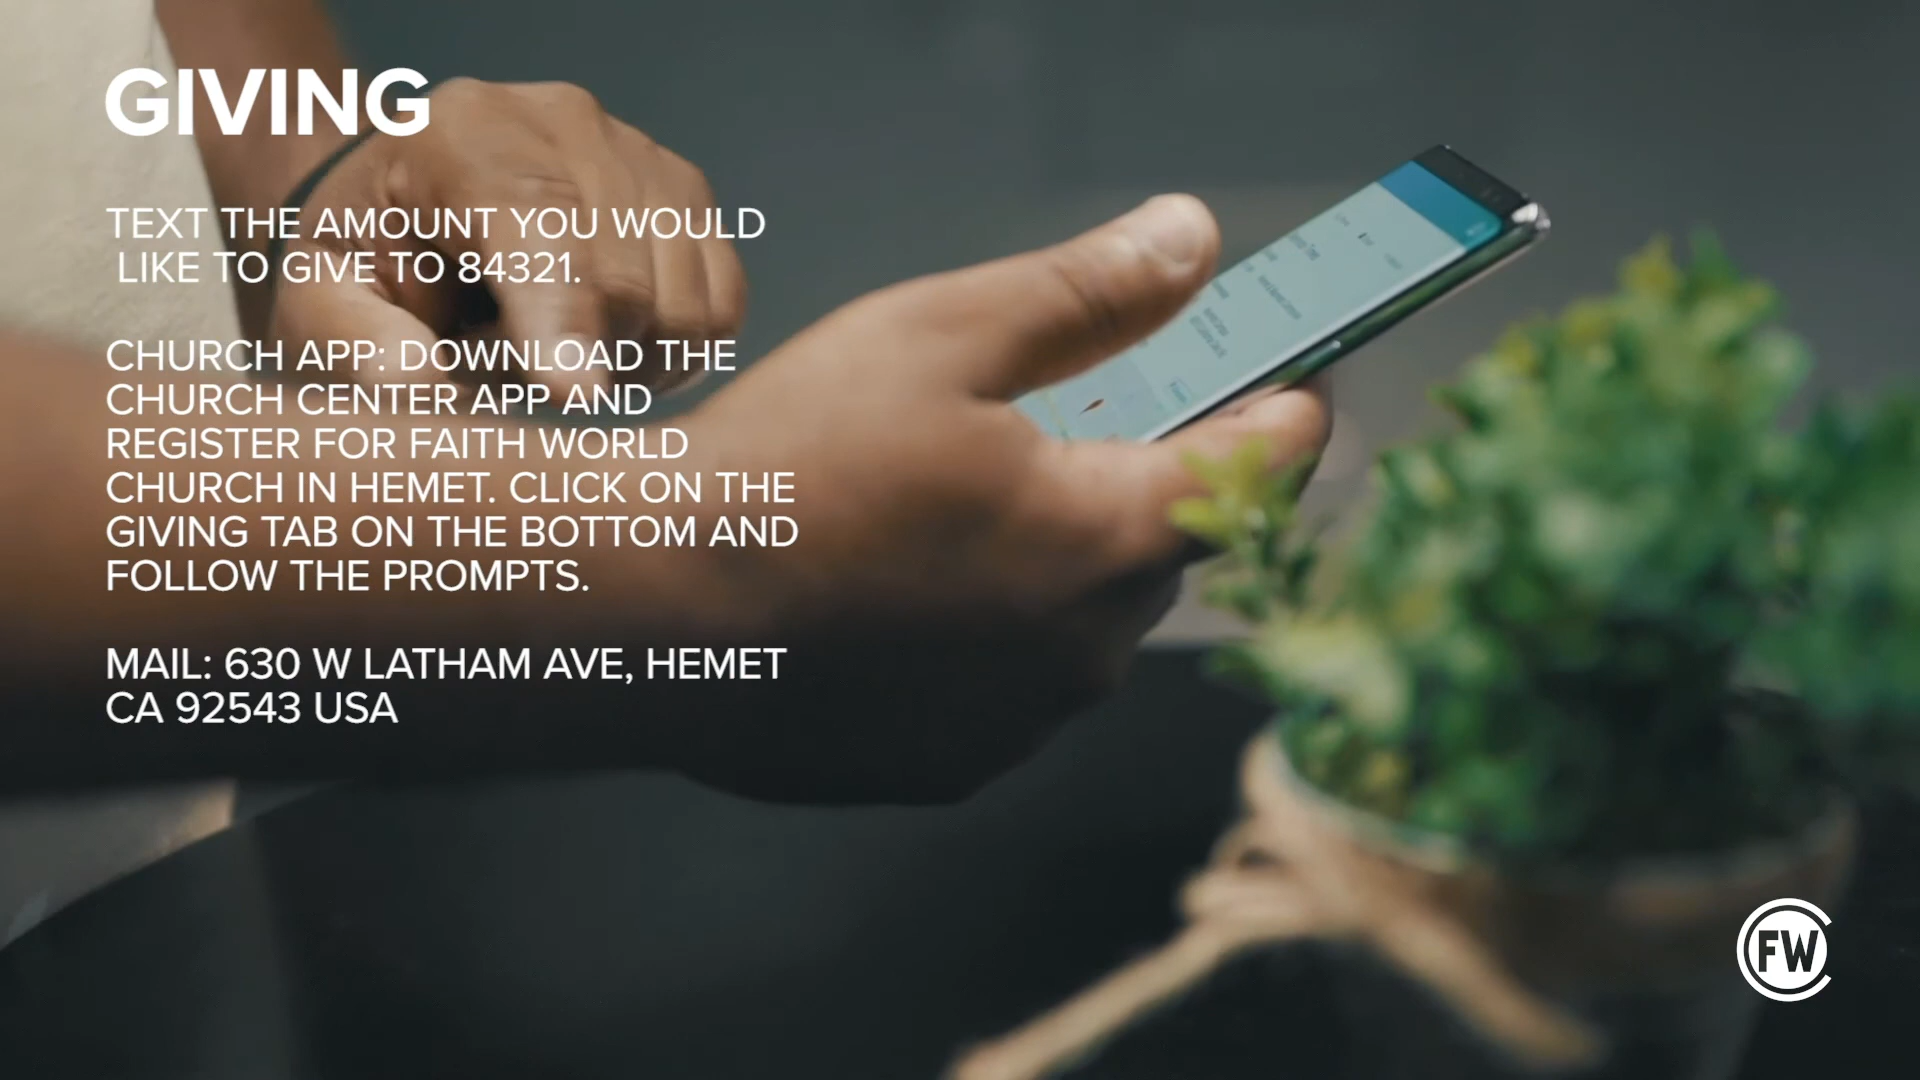 GIVING
TEXT THE AMOUNT YOU WOULD
LIKE TO GIVE TO 84321.
CHURCH APP: DOWNLOAD THE
CHURCH CENTER APP AND
REGISTER FOR FAITH WORLD
CHURCH IN HEMET. CLICK ON THE
GIVING TAB ON THE BOTTOM AND
FOLLOW THE PROMPTS.
MAIL: 630 W LATHAM AVE, HEMET
CA 92543 USA
FW